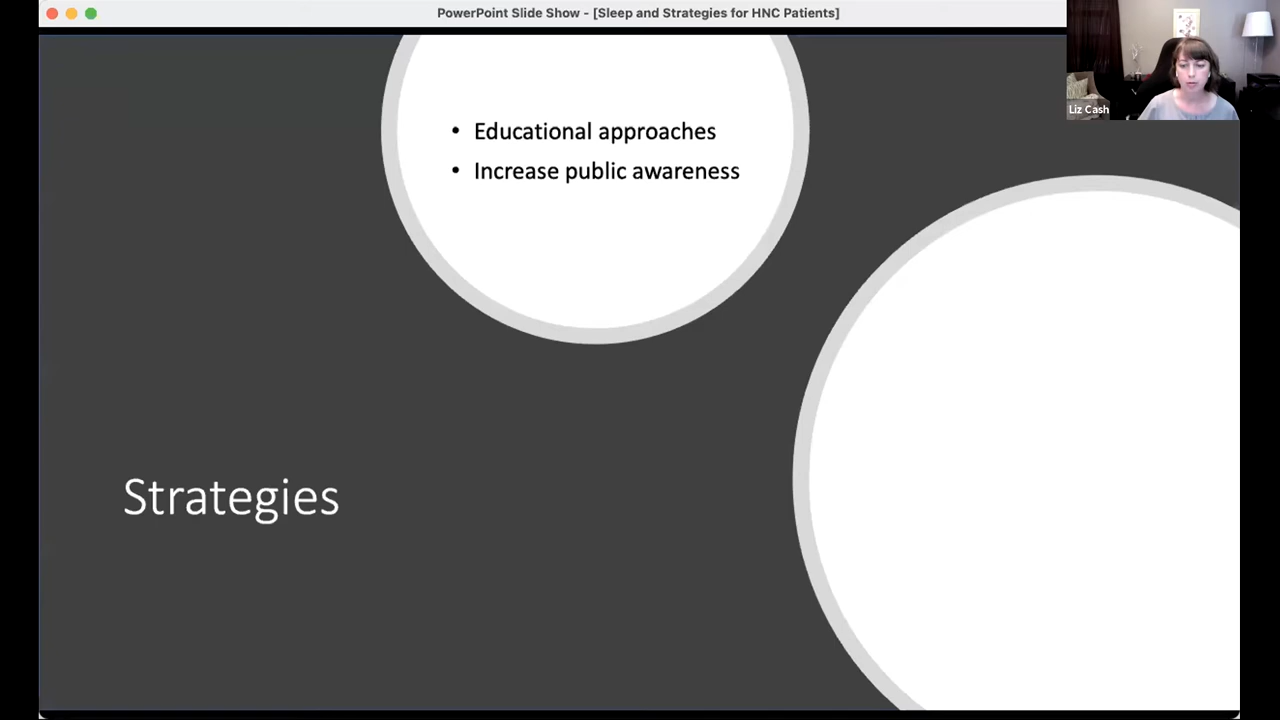 PowerPoint Slide Show - [Sleep and Strategies for HNC Patients]
Liz Cash
• Educational approaches
• Increase public awareness
Strategies